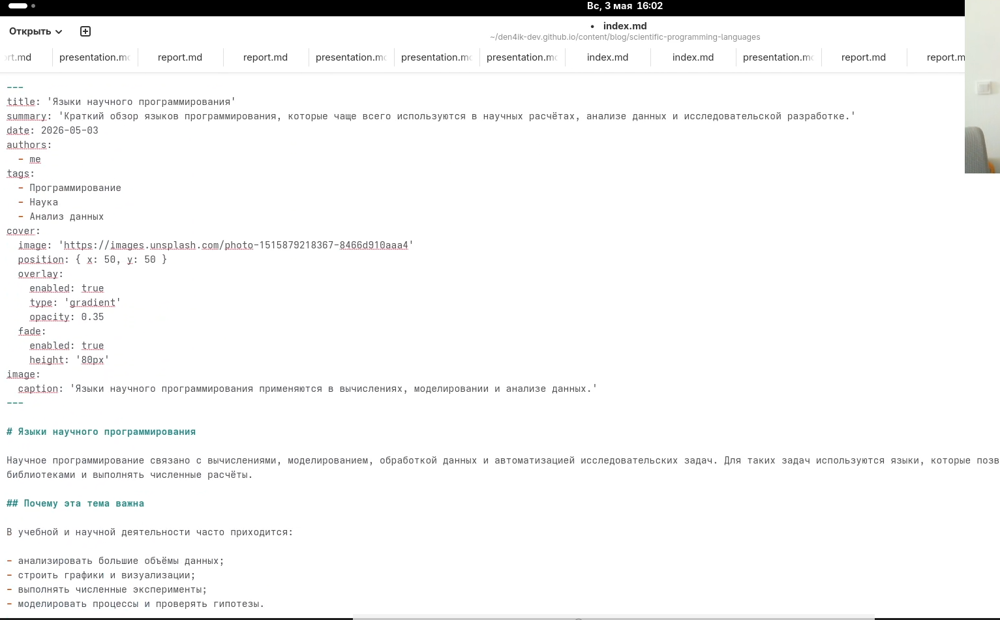 Вс, 3 мая 16:02
Открыть
• index.md
~/den4ik-dev.github.io/content/blog/scientific-programming-languages
ort.md presentation.mc report.md report.md presentation.mc presentation.mc presentation.mc index.md index.md presentation.mc report.md report.m
---
title: 'Языки научного программирования'
summary: 'Краткий обзор языков программирования, которые чаще всего используются в научных расчётах, анализе данных и исследовательской разработке.'
date: 2026-05-03
authors:
  - me
tags:
  - Программирование
  - Наука
  - Анализ данных
cover:
  image: 'https://images.unsplash.com/photo-1515879218367-8466d910aaa4'
  position: { x: 50, y: 50 }
  overlay:
    enabled: true
    type: 'gradient'
    opacity: 0.35
  fade:
    enabled: true
    height: '80px'
image:
  caption: 'Языки научного программирования применяются в вычислениях, моделировании и анализе данных.'
---
# Языки научного программирования
Научное программирование связано с вычислениями, моделированием, обработкой данных и автоматизацией исследовательских задач. Для таких задач используются языки, которые позв
библиотеками и выполнять численные расчёты.
## Почему эта тема важна
В учебной и научной деятельности часто приходится:
- анализировать большие объёмы данных;
- строить графики и визуализации;
- выполнять численные эксперименты;
- моделировать процессы и проверять гипотезы.